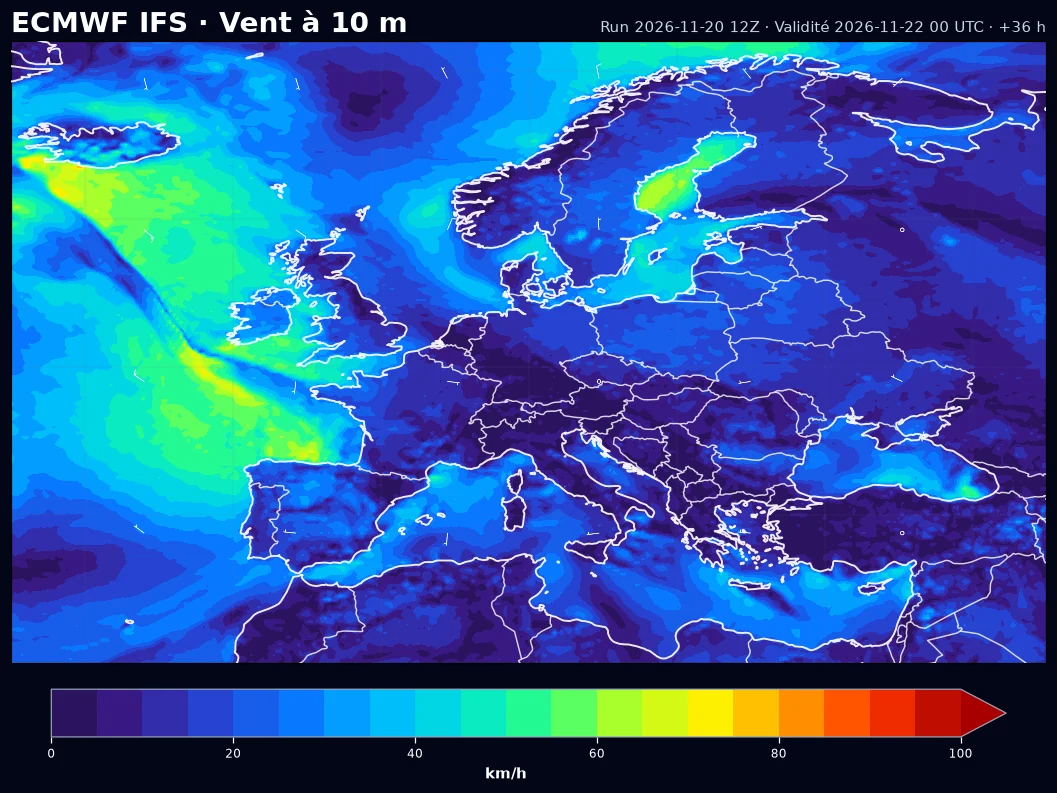 ECMWF IFS · Vent à 10 m
Run 2026-11-20 12Z · Validité 2026-11-22 00 UTC · +36 h
0 20 40 60 80 100
km/h